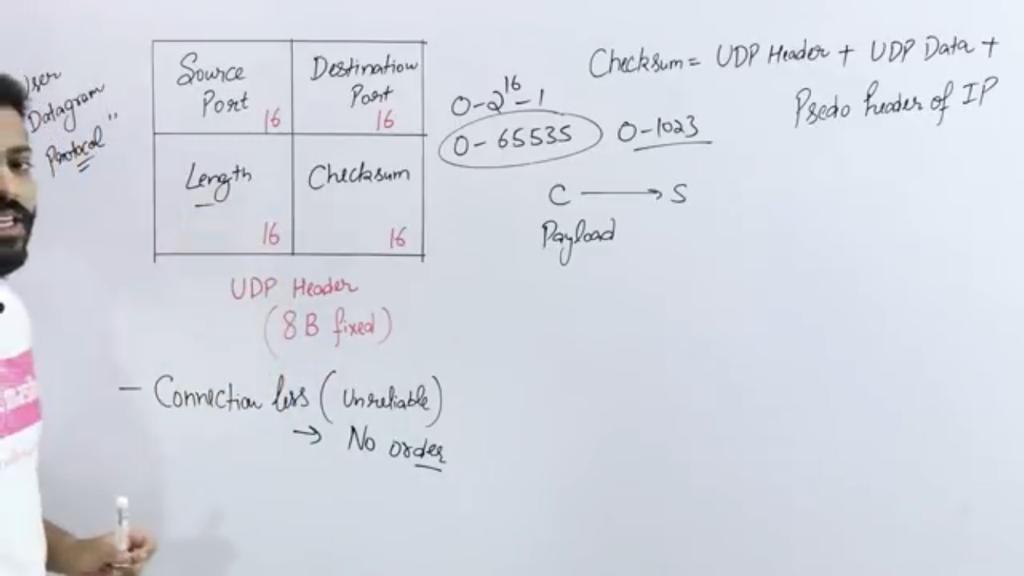 User
Datagram
Protocol"
Source
Port
16
Destination
Port
16
Length
16
Checksum
16
UDP Header
(8B fixed)
0-2^16-1
0-65535
0-1023
C → S
Payload
Checksum = UDP Header + UDP Data +
Psedo header of IP
- Connection less (Unreliable)
→ No order